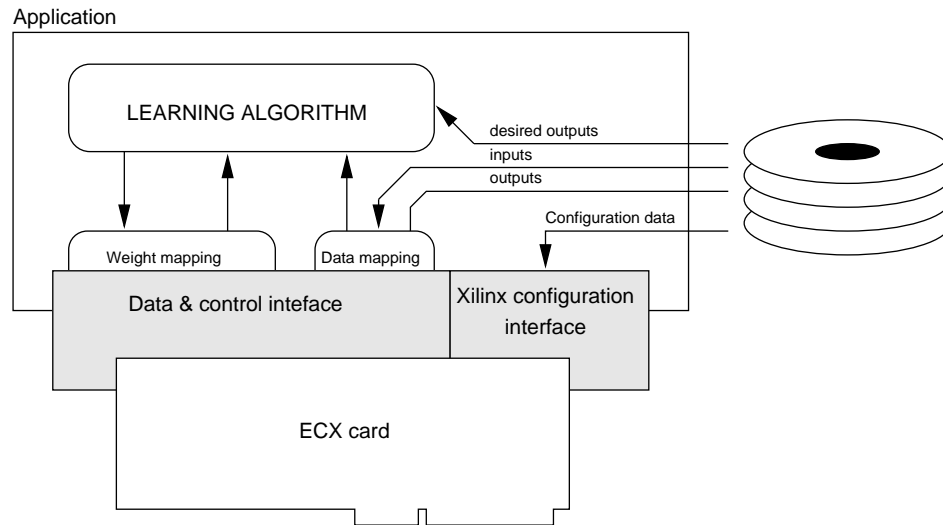 Application
LEARNING ALGORITHM
desired outputs
inputs
outputs
Configuration data
Weight mapping
Data mapping
Data & control inteface
Xilinx configuration
interface
ECX card